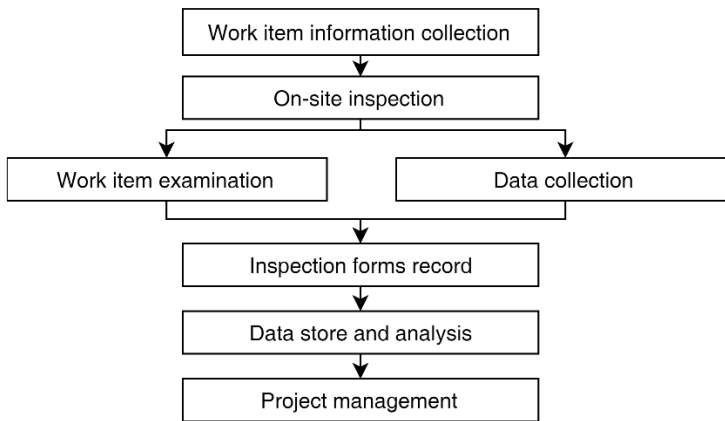 Work item information collection
On-site inspection
Work item examination
Data collection
Inspection forms record
Data store and analysis
Project management